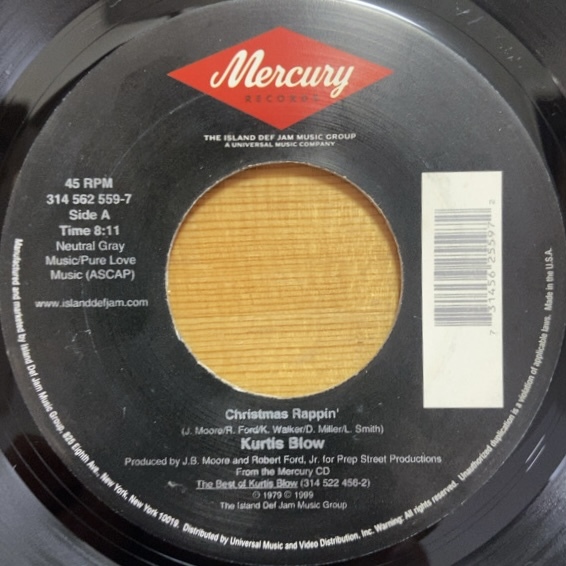 Mercury
RECORDS
THE ISLAND DEF JAM MUSIC GROUP
A UNIVERSAL MUSIC COMPANY
45 RPM
314 562 559-7
Side A
Time 8:11
Neutral Gray
Music/Pure Love
Music (ASCAP)
www.islanddefjam.com
7 31456 25597 2
Christmas Rappin'
(J. Moore/R. Ford/K. Walker/D. Miller/L. Smith)
Kurtis Blow
Produced by J.B. Moore and Robert Ford, Jr. for Prep Street Productions
From the Mercury CD
The Best of Kurtis Blow (314 522 456-2)
℗ 1979 © 1999
The Island Def Jam Music Group
Manufactured and marketed by Island Def Jam Music Group, 825 Eighth Ave, New York, New York 10019. Distributed by Universal Music and Video Distribution, Inc. Warning: All rights reserved. Unauthorized duplication is a violation of applicable laws. Made in the U.S.A.